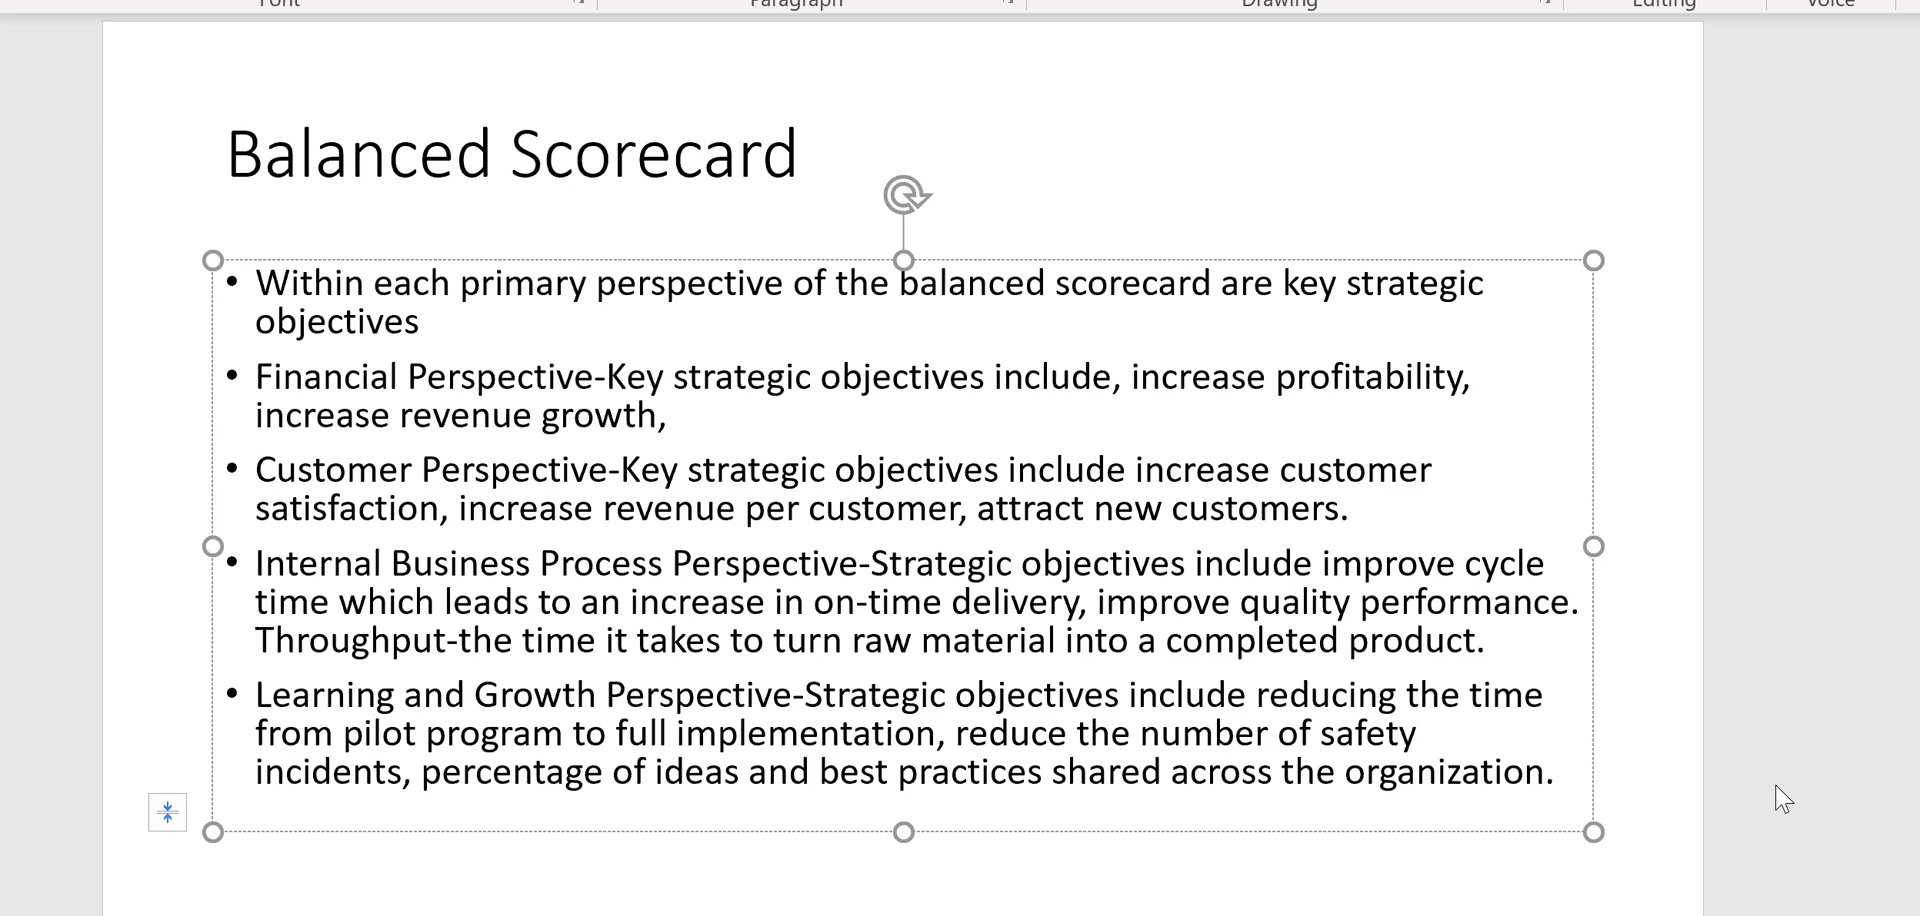 Font Paragraph Drawing Editing Voice
Balanced Scorecard
• Within each primary perspective of the balanced scorecard are key strategic
objectives
• Financial Perspective-Key strategic objectives include, increase profitability,
increase revenue growth,
• Customer Perspective-Key strategic objectives include increase customer
satisfaction, increase revenue per customer, attract new customers.
• Internal Business Process Perspective-Strategic objectives include improve cycle
time which leads to an increase in on-time delivery, improve quality performance.
Throughput-the time it takes to turn raw material into a completed product.
• Learning and Growth Perspective-Strategic objectives include reducing the time
from pilot program to full implementation, reduce the number of safety
incidents, percentage of ideas and best practices shared across the organization.